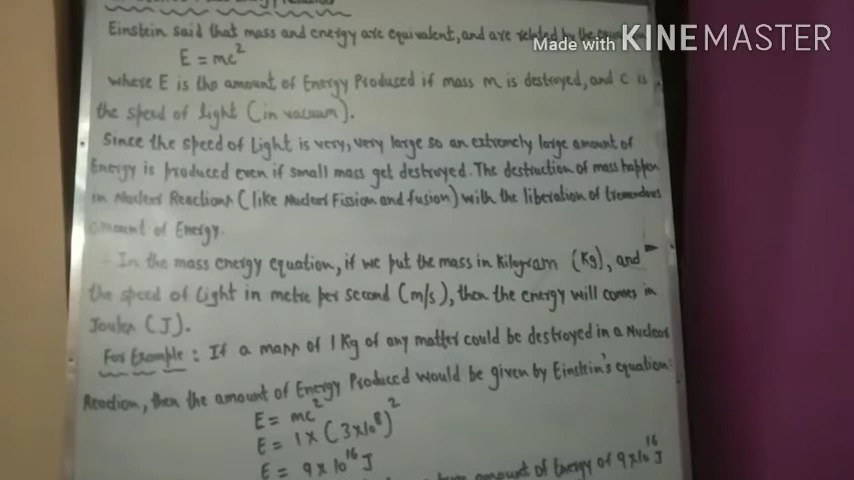 Einstein said that mass and energy are equivalent, and are related by the
Made with KINEMASTER
E = mc²
where E is the amount of Energy Produced if mass m is destroyed, and c is
the speed of light (in vacuum).
Since the speed of Light is very, very large so an extremely large amount of
Energy is produced even if small mass get destroyed. The destruction of mass happen
in Nuclear Reactions (like Nuclear Fission and fusion) with the liberation of tremendous
amount of Energy.
In the mass energy equation, if we put the mass in Kilogram (Kg), and
the speed of Light in metre per second (m/s), then the energy will comes in
Joules (J).
For Example : If a mass of 1 Kg of any matter could be destroyed in a Nuclear
Reaction, then the amount of Energy Produced would be given by Einstein's equation:
E = mc²
E = 1 × (3×10⁸)²
E = 9 × 10¹⁶ J
amount of Energy of 9×10¹⁶ J